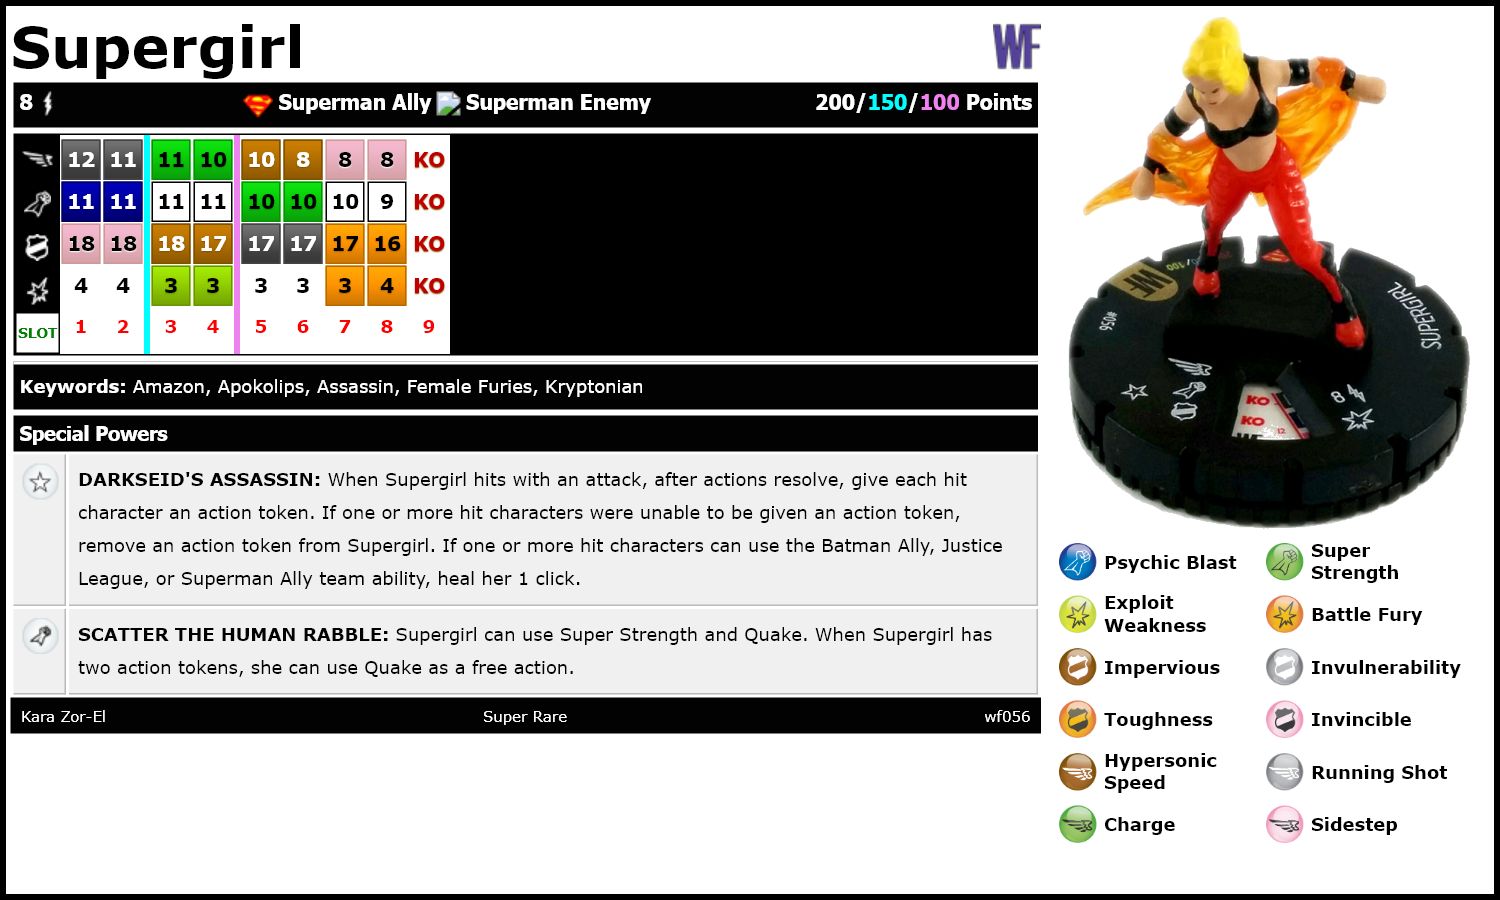 Supergirl
WF
8
Superman Ally Superman Enemy
200/150/100 Points
12 11 11 10 10 8 8 8 KO
11 11 11 11 10 10 10 9 KO
18 18 18 17 17 17 17 16 KO
4 4 3 3 3 3 3 4 KO
SLOT 1 2 3 4 5 6 7 8 9
Keywords: Amazon, Apokolips, Assassin, Female Furies, Kryptonian
Special Powers
DARKSEID'S ASSASSIN: When Supergirl hits with an attack, after actions resolve, give each hit
character an action token. If one or more hit characters were unable to be given an action token,
remove an action token from Supergirl. If one or more hit characters can use the Batman Ally, Justice
League, or Superman Ally team ability, heal her 1 click.
SCATTER THE HUMAN RABBLE: Supergirl can use Super Strength and Quake. When Supergirl has
two action tokens, she can use Quake as a free action.
Kara Zor-El
Super Rare
wf056
WF
#056
SUPERGIRL
8
KO
KO
12
Psychic Blast
Super
Strength
Exploit
Weakness
Battle Fury
Impervious
Invulnerability
Toughness
Invincible
Hypersonic
Speed
Running Shot
Charge
Sidestep